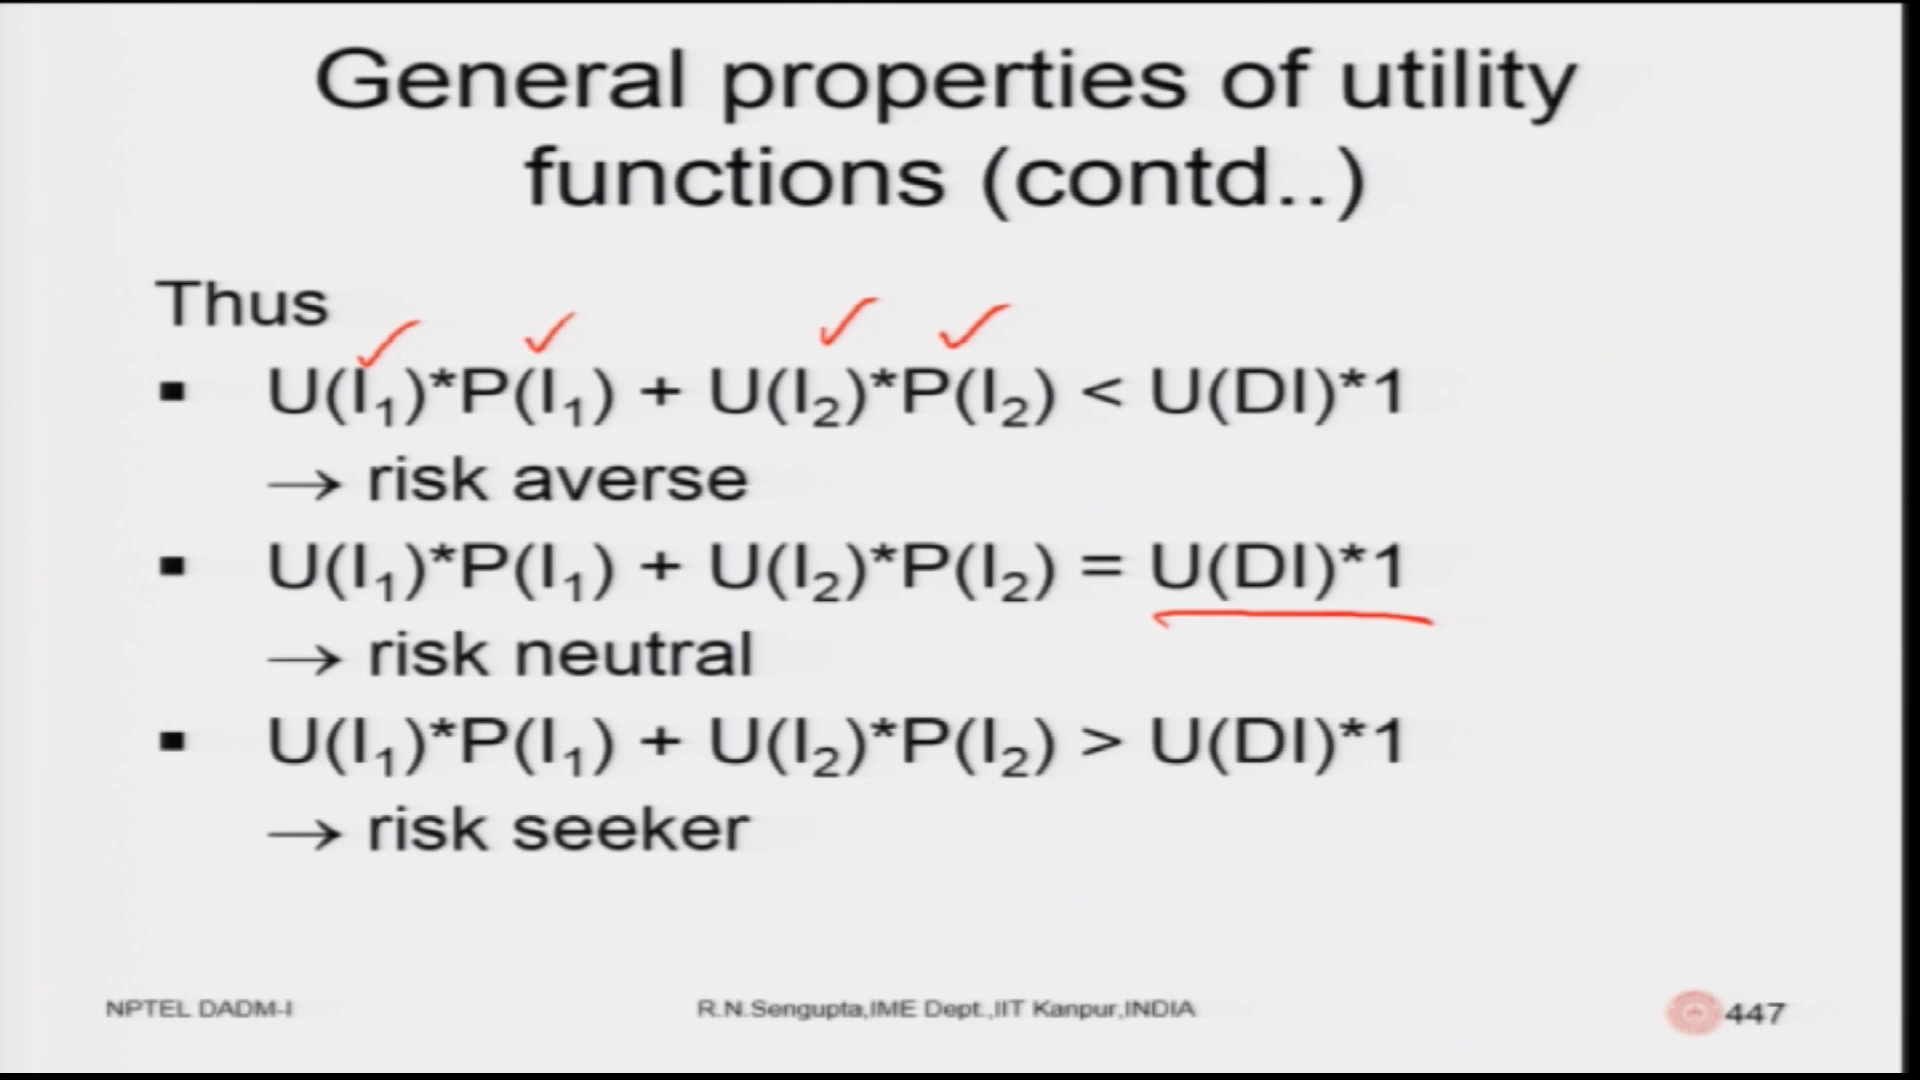 General properties of utility
functions (contd..)
Thus
▪ U(I₁)*P(I₁) + U(I₂)*P(I₂) < U(DI)*1
→ risk averse
▪ U(I₁)*P(I₁) + U(I₂)*P(I₂) = U(DI)*1
→ risk neutral
▪ U(I₁)*P(I₁) + U(I₂)*P(I₂) > U(DI)*1
→ risk seeker
NPTEL DADM-I R.N.Sengupta,IME Dept.,IIT Kanpur,INDIA 447